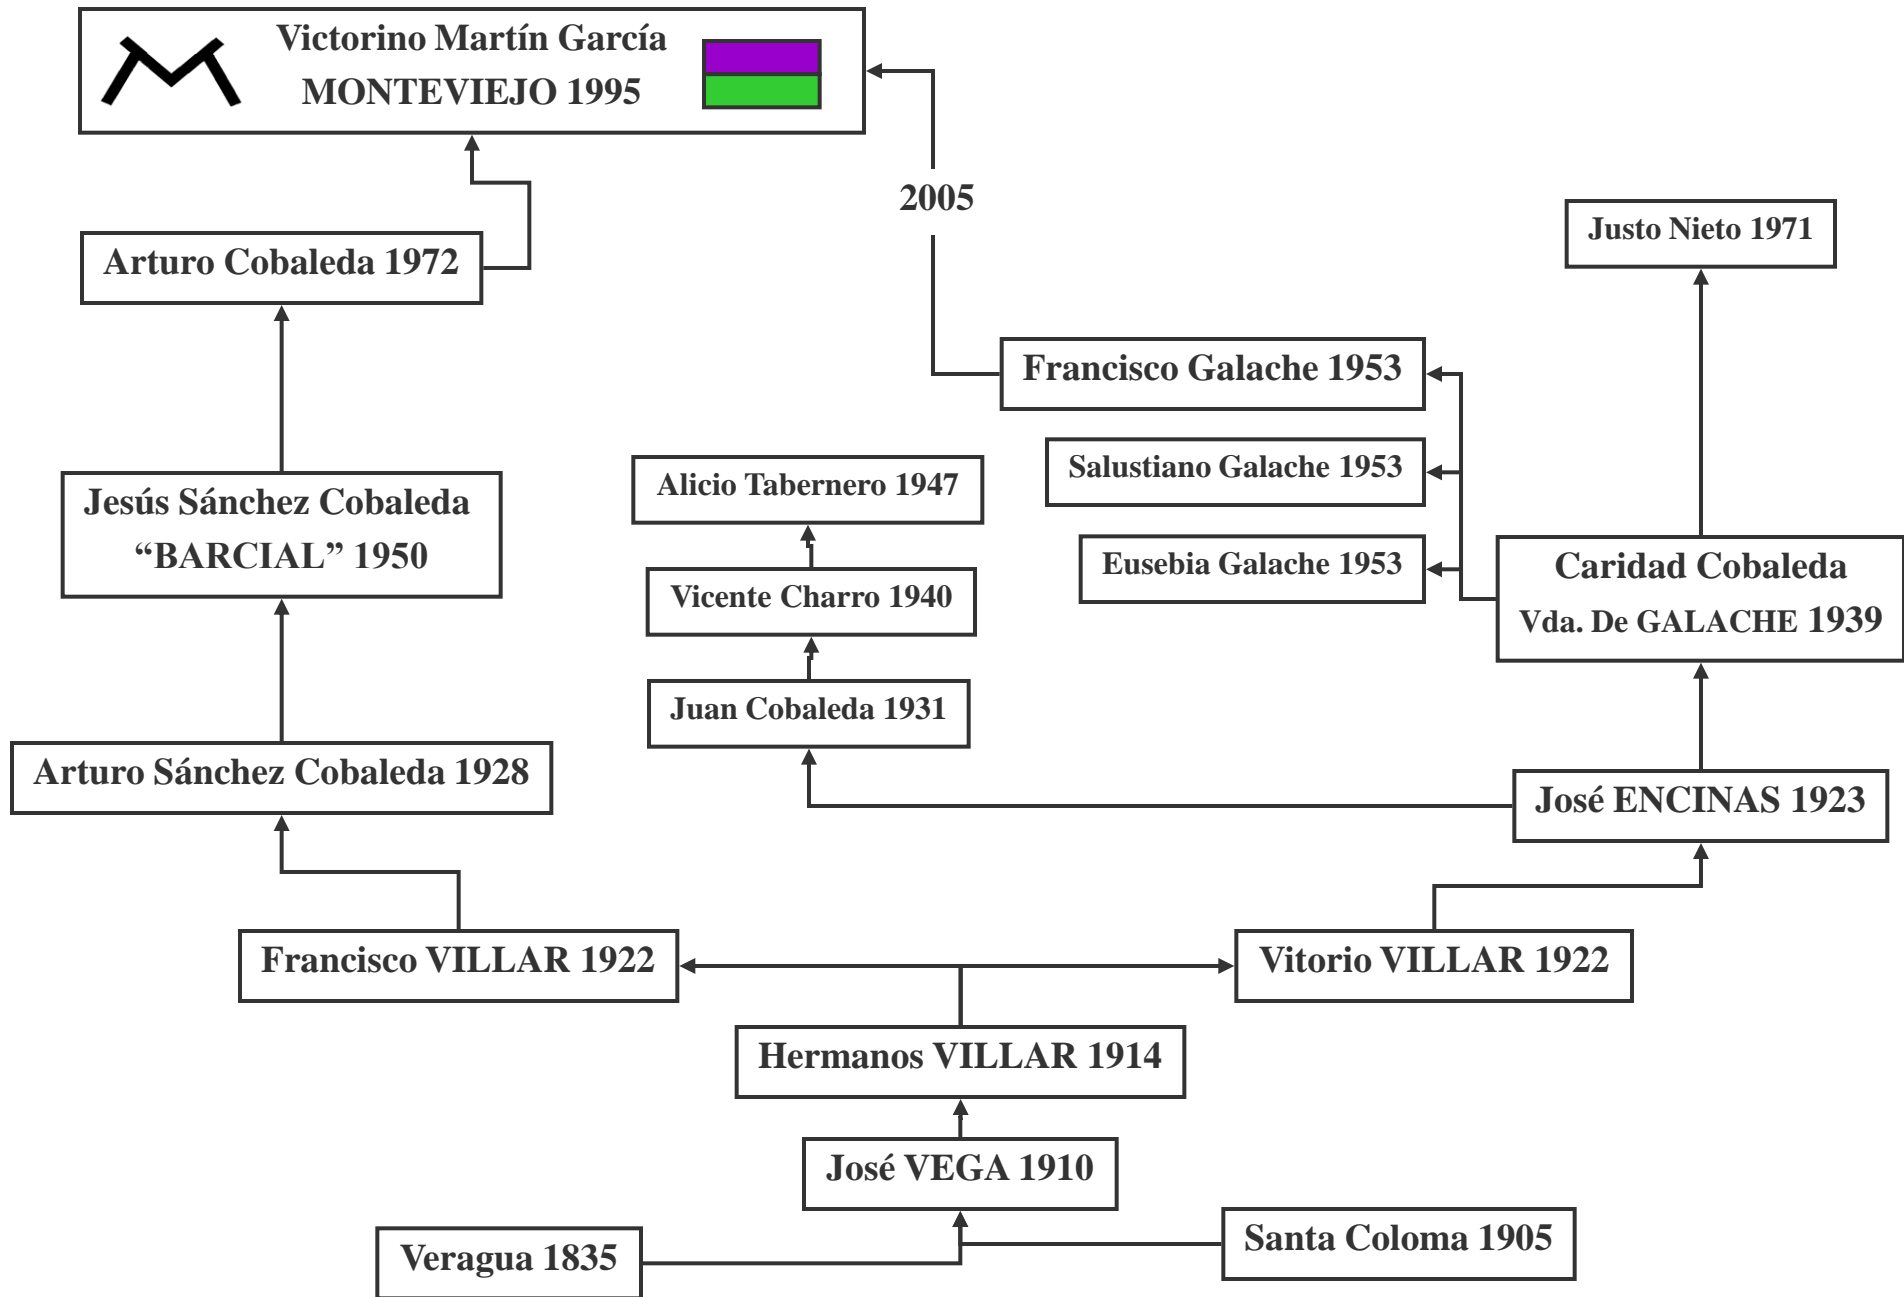 Victorino Martín García
MONTEVIEJO 1995
2005
Justo Nieto 1971
Arturo Cobaleda 1972
Francisco Galache 1953
Salustiano Galache 1953
Alicio Tabernero 1947
Jesús Sánchez Cobaleda
“BARCIAL” 1950
Eusebia Galache 1953
Caridad Cobaleda
Vda. De GALACHE 1939
Vicente Charro 1940
Juan Cobaleda 1931
Arturo Sánchez Cobaleda 1928
José ENCINAS 1923
Francisco VILLAR 1922
Vitorio VILLAR 1922
Hermanos VILLAR 1914
José VEGA 1910
Santa Coloma 1905
Veragua 1835